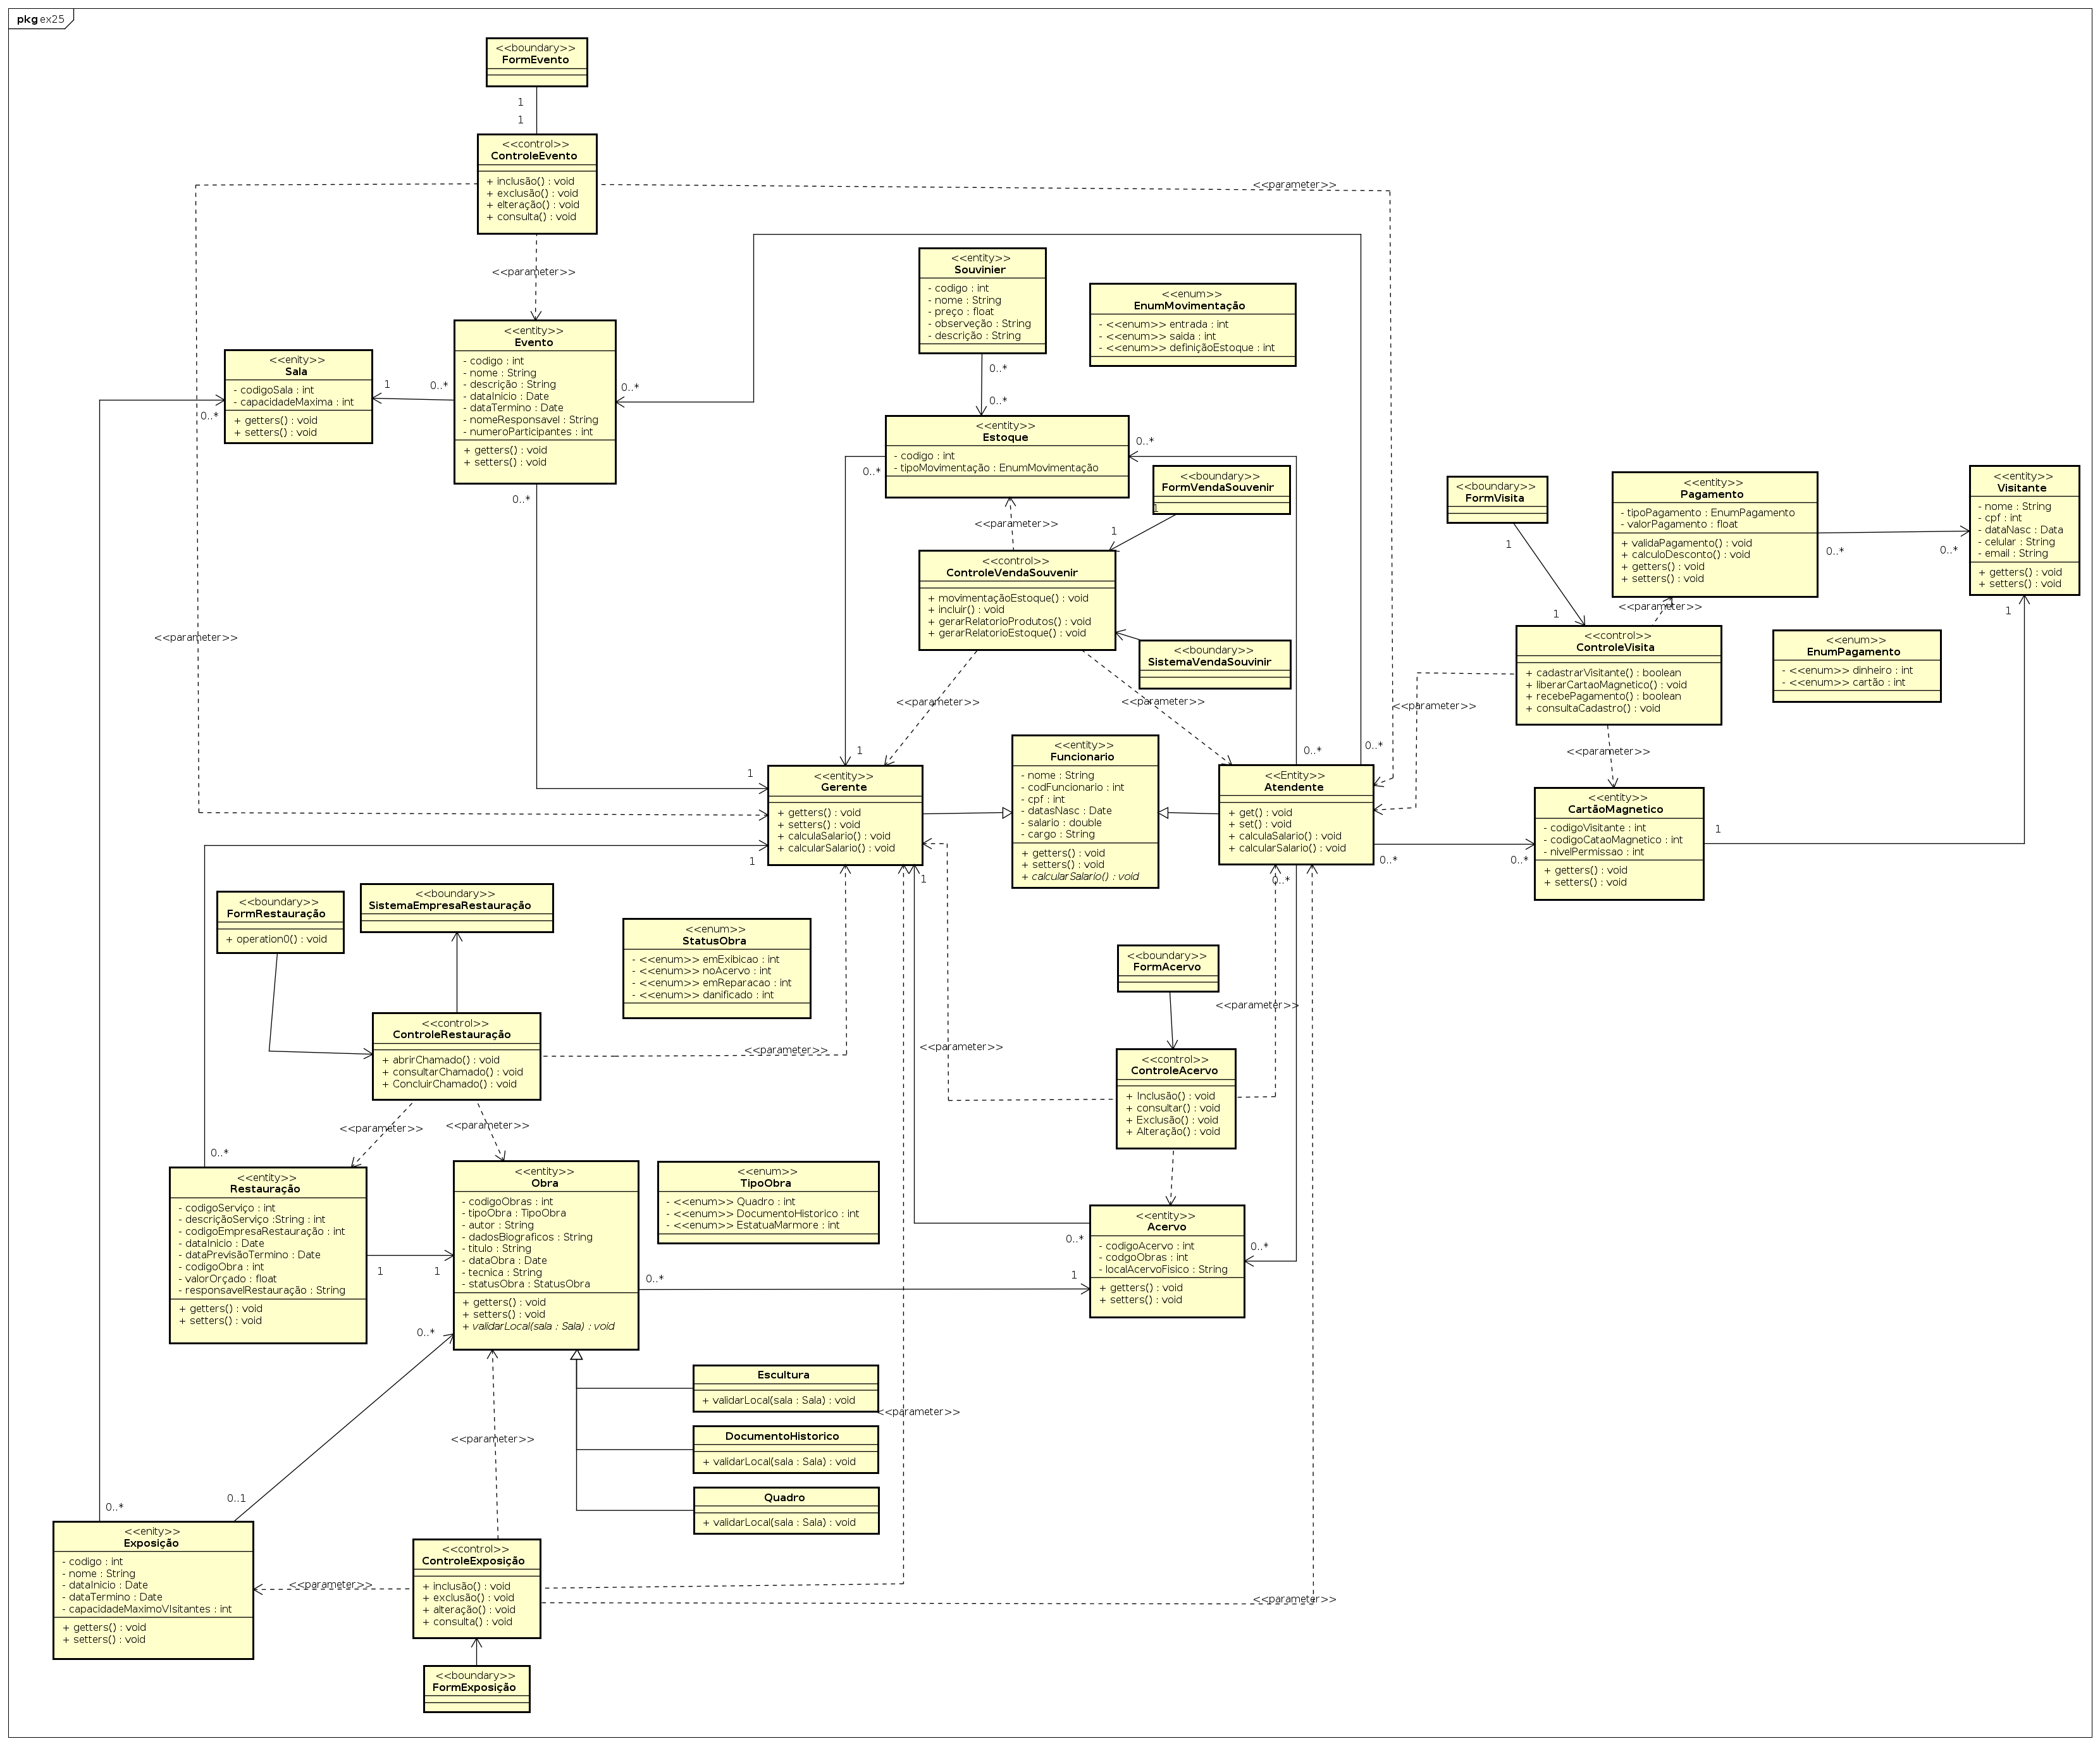 pkg ex25
<<boundary>>
FormEvento
1
1
<<control>>
ControleEvento
+ inclusão() : void
+ exclusão() : void
+ elteração() : void
+ consulta() : void
<<parameter>>
<<parameter>>
<<parameter>>
<<entity>>
Evento
- codigo : int
- nome : String
- descrição : String
- dataInicio : Date
- dataTermino : Date
- nomeResponsavel : String
- numeroParticipantes : int
+ getters() : void
+ setters() : void
<<enity>>
Sala
- codigoSala : int
- capacidadeMaxima : int
+ getters() : void
+ setters() : void
1
0..*
0..*
0..*
0..*
<<entity>>
Souvinier
- codigo : int
- nome : String
- preço : float
- observeção : String
- descrição : String
0..*
0..*
<<enum>>
EnumMovimentação
- <<enum>> entrada : int
- <<enum>> saida : int
- <<enum>> definiçãoEstoque : int
<<entity>>
Estoque
- codigo : int
- tipoMovimentação : EnumMovimentação
0..*
0..*
<<boundary>>
FormVendaSouvenir
1
1
<<parameter>>
<<control>>
ControleVendaSouvenir
+ movimentaçãoEstoque() : void
+ incluir() : void
+ gerarRelatorioProdutos() : void
+ gerarRelatorioEstoque() : void
<<boundary>>
SistemaVendaSouvinir
<<parameter>>
<<parameter>>
<<boundary>>
FormVisita
1
1
<<entity>>
Pagamento
- tipoPagamento : EnumPagamento
- valorPagamento : float
+ validaPagamento() : void
+ calculoDesconto() : void
+ getters() : void
+ setters() : void
0..*
0..*
<<entity>>
Visitante
- nome : String
- cpf : int
- dataNasc : Data
- celular : String
- email : String
+ getters() : void
+ setters() : void
1
1
<<parameter>>
<<control>>
ControleVisita
+ cadastrarVisitante() : boolean
+ liberarCartaoMagnetico() : void
+ recebePagamento() : boolean
+ consultaCadastro() : void
<<enum>>
EnumPagamento
- <<enum>> dinheiro : int
- <<enum>> cartão : int
<<parameter>>
<<parameter>>
<<entity>>
CartãoMagnetico
- codigoVisitante : int
- codigoCataoMagnetico : int
- nivelPermissao : int
+ getters() : void
+ setters() : void
1
1
1
<<entity>>
Gerente
+ getters() : void
+ setters() : void
+ calculaSalario() : void
+ calcularSalario() : void
1
1
<<entity>>
Funcionario
- nome : String
- codFuncionario : int
- cpf : int
- datasNasc : Date
- salario : double
- cargo : String
+ getters() : void
+ setters() : void
+ calcularSalario() : void
0..*
0..*
<<Entity>>
Atendente
+ get() : void
+ set() : void
+ calculaSalario() : void
+ calcularSalario() : void
0..*
0..*
0..*
<<boundary>>
FormRestauração
+ operation0() : void
<<boundary>>
SistemaEmpresaRestauração
<<enum>>
StatusObra
- <<enum>> emExibicao : int
- <<enum>> noAcervo : int
- <<enum>> emReparacao : int
- <<enum>> danificado : int
<<boundary>>
FormAcervo
<<parameter>>
<<control>>
ControleRestauração
+ abrirChamado() : void
+ consultarChamado() : void
+ ConcluirChamado() : void
<<parameter>>
<<parameter>>
<<control>>
ControleAcervo
+ Inclusão() : void
+ consultar() : void
+ Exclusão() : void
+ Alteração() : void
<<parameter>>
<<parameter>>
0..*
<<entity>>
Restauração
- codigoServiço : int
- descriçãoServiço :String : int
- codigoEmpresaRestauração : int
- dataInicio : Date
- dataPrevisãoTermino : Date
- codigoObra : int
- valorOrçado : float
- responsavelRestauração : String
+ getters() : void
+ setters() : void
1
1
<<entity>>
Obra
- codigoObras : int
- tipoObra : TipoObra
- autor : String
- dadosBiograficos : String
- titulo : String
- dataObra : Date
- tecnica : String
- statusObra : StatusObra
+ getters() : void
+ setters() : void
+ validarLocal(sala : Sala) : void
<<enum>>
TipoObra
- <<enum>> Quadro : int
- <<enum>> DocumentoHistorico : int
- <<enum>> EstatuaMarmore : int
0..*
0..*
1
<<entity>>
Acervo
- codigoAcervo : int
- codgoObras : int
- localAcervoFisico : String
+ getters() : void
+ setters() : void
0..*
0..*
Escultura
+ validarLocal(sala : Sala) : void
<<parameter>>
DocumentoHistorico
+ validarLocal(sala : Sala) : void
<<parameter>>
Quadro
+ validarLocal(sala : Sala) : void
0..1
0..*
<<enity>>
Exposição
- codigo : int
- nome : String
- dataInicio : Date
- dataTermino : Date
- capacidadeMaximoVIsitantes : int
+ getters() : void
+ setters() : void
<<parameter>>
<<control>>
ControleExposição
+ inclusão() : void
+ exclusão() : void
+ alteração() : void
+ consulta() : void
<<parameter>>
<<boundary>>
FormExposição